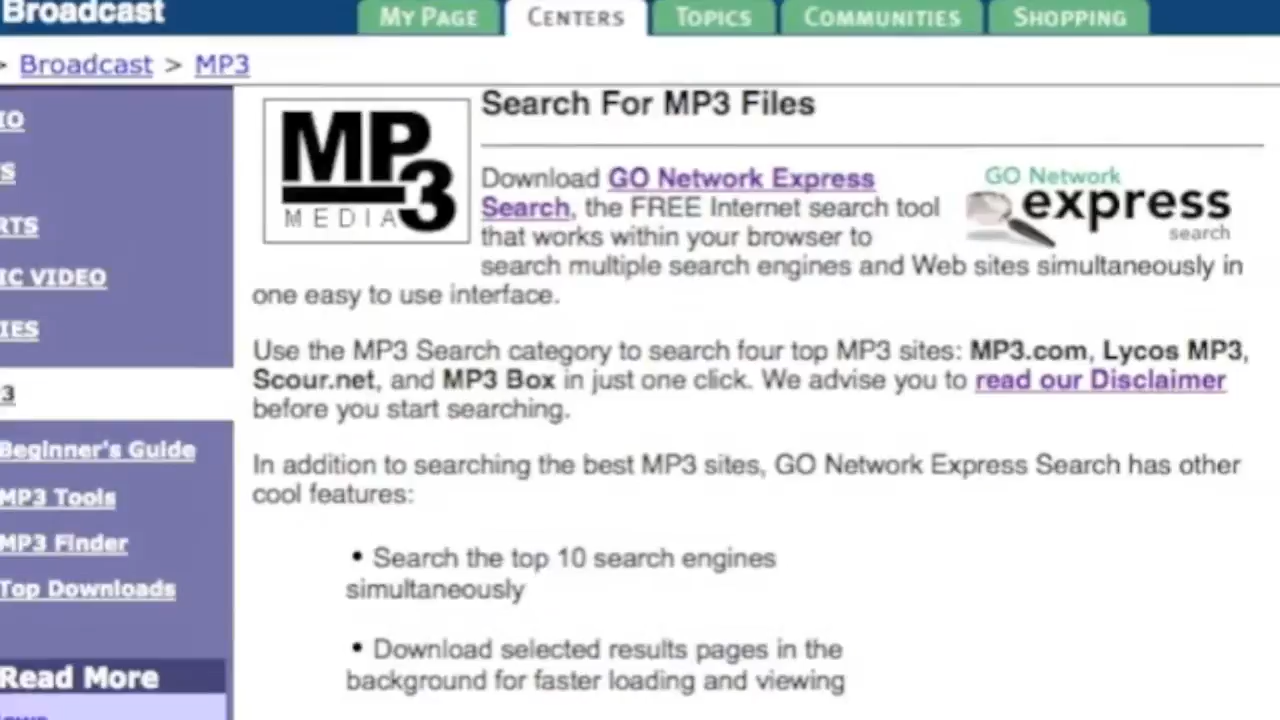 Broadcast
MY PAGE
CENTERS
TOPICS
COMMUNITIES
SHOPPING
> Broadcast > MP3
IO
S
RTS
IC VIDEO
IES
3
Beginner's Guide
MP3 Tools
MP3 Finder
Top Downloads
Read More
MP3
MEDIA
Search For MP3 Files
Download GO Network Express
Search, the FREE Internet search tool
that works within your browser to
search multiple search engines and Web sites simultaneously in
one easy to use interface.
GO Network
express
search
Use the MP3 Search category to search four top MP3 sites: MP3.com, Lycos MP3,
Scour.net, and MP3 Box in just one click. We advise you to read our Disclaimer
before you start searching.
In addition to searching the best MP3 sites, GO Network Express Search has other
cool features:
• Search the top 10 search engines
simultaneously
• Download selected results pages in the
background for faster loading and viewing